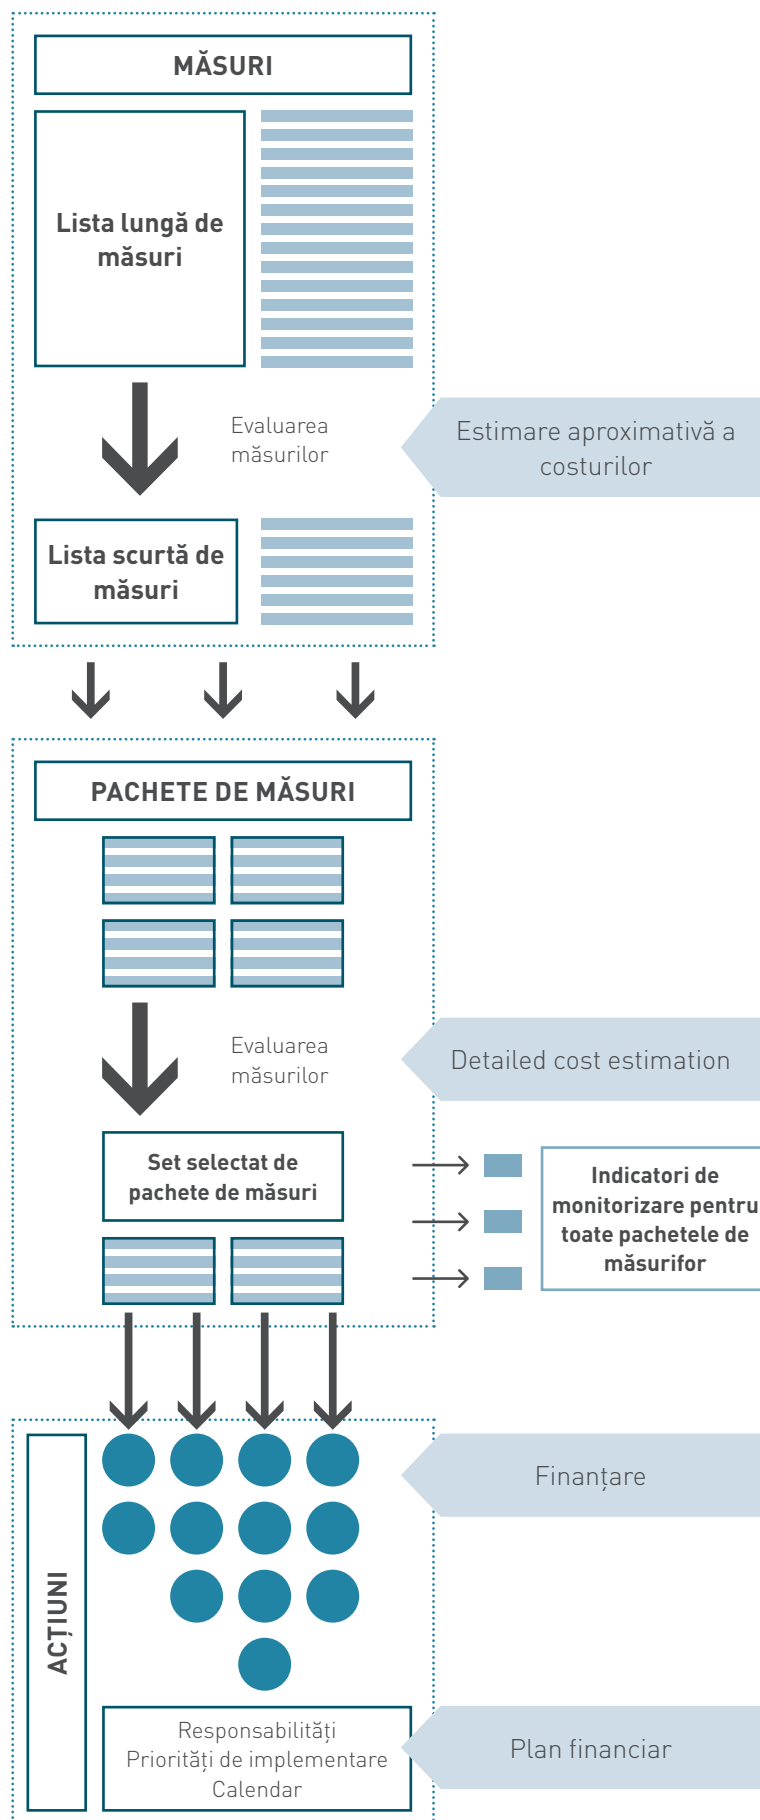 MĂSURI
Lista lungă de
măsuri
Evaluarea
măsurilor
Estimare aproximativă a
costurilor
Lista scurtă de
măsuri
PACHETE DE MĂSURI
Evaluarea
măsurilor
Detailed cost estimation
Set selectat de
pachete de măsuri
Indicatori de
monitorizare pentru
toate pachetele de
măsurifor
ACȚIUNI
Finanțare
Responsabilități
Priorități de implementare
Calendar
Plan financiar